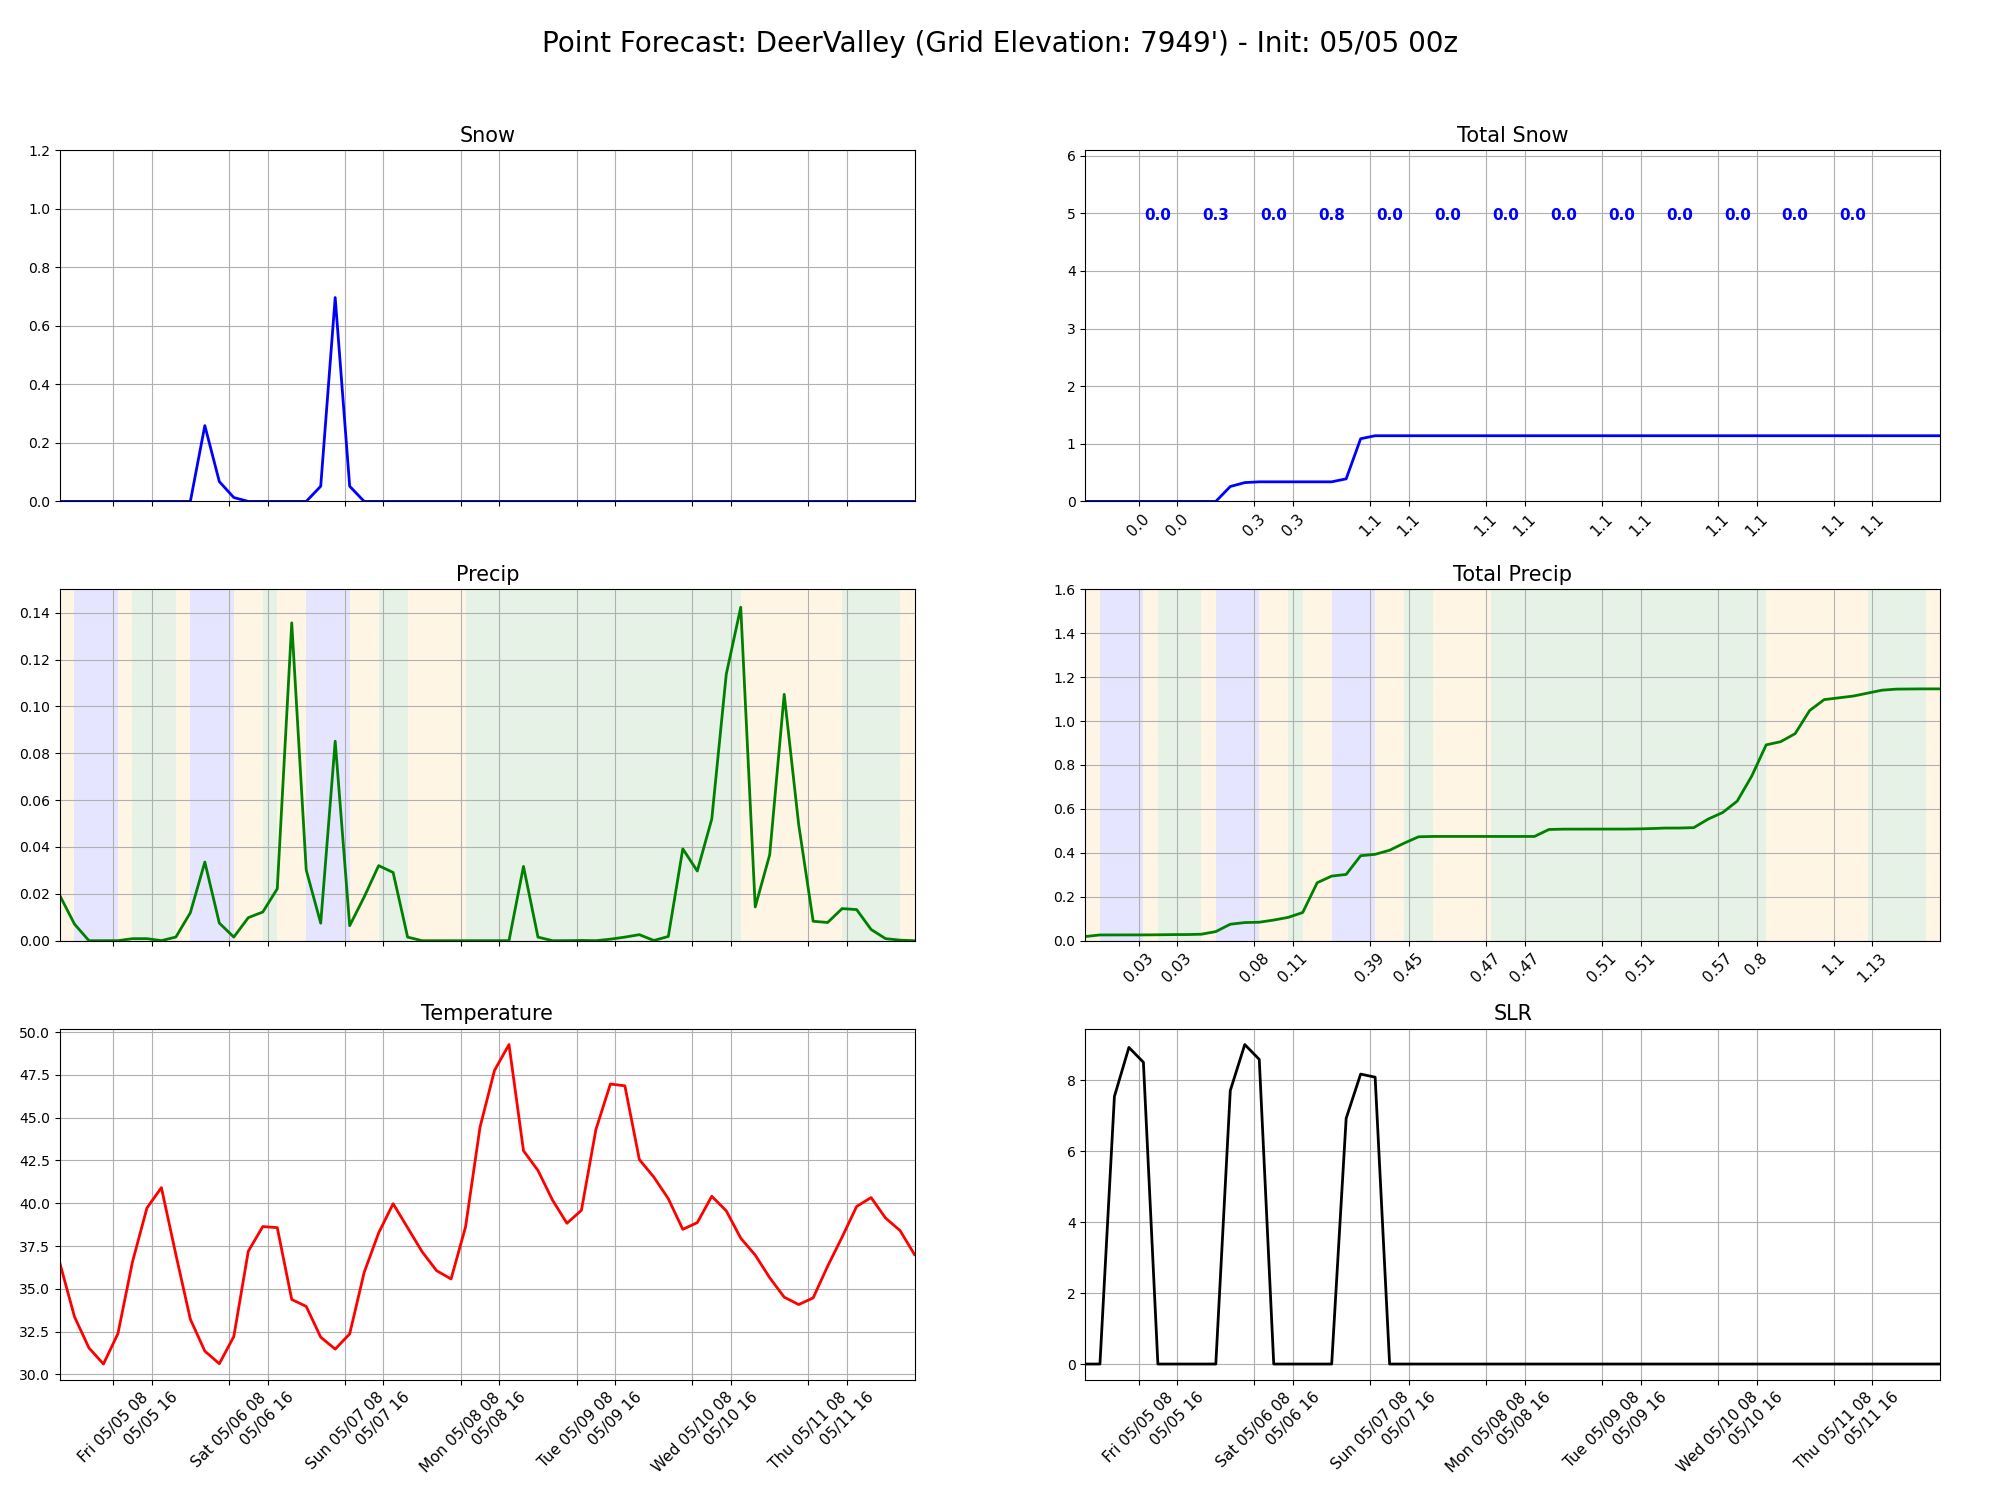 Point Forecast: DeerValley (Grid Elevation: 7949') - Init: 05/05 00z
Snow
1.2
1.0
0.8
0.6
0.4
0.2
0.0
Total Snow
6
5
4
3
2
1
0
0.0 0.3 0.0 0.8 0.0 0.0 0.0 0.0 0.0 0.0 0.0 0.0 0.0
0.0 0.0 0.3 0.3 1.1 1.1 1.1 1.1 1.1 1.1 1.1 1.1 1.1 1.1
Precip
0.14
0.12
0.10
0.08
0.06
0.04
0.02
0.00
Total Precip
1.6
1.4
1.2
1.0
0.8
0.6
0.4
0.2
0.0
0.03 0.03 0.08 0.11 0.39 0.45 0.47 0.47 0.51 0.51 0.57 0.8 1.1 1.13
Temperature
50.0
47.5
45.0
42.5
40.0
37.5
35.0
32.5
30.0
Fri 05/05 08
05/05 16
Sat 05/06 08
05/06 16
Sun 05/07 08
05/07 16
Mon 05/08 08
05/08 16
Tue 05/09 08
05/09 16
Wed 05/10 08
05/10 16
Thu 05/11 08
05/11 16
SLR
8
6
4
2
0
Fri 05/05 08
05/05 16
Sat 05/06 08
05/06 16
Sun 05/07 08
05/07 16
Mon 05/08 08
05/08 16
Tue 05/09 08
05/09 16
Wed 05/10 08
05/10 16
Thu 05/11 08
05/11 16